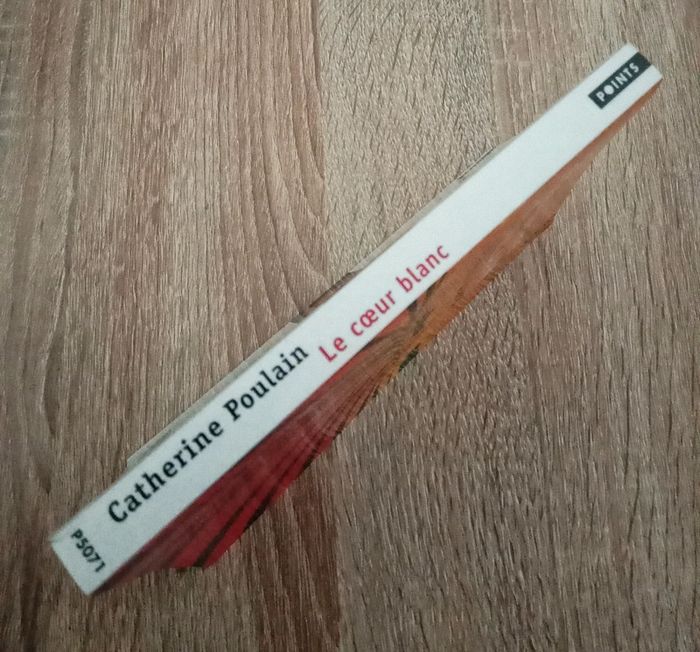 P5071
Catherine Poulain
Le cœur blanc
POINTS